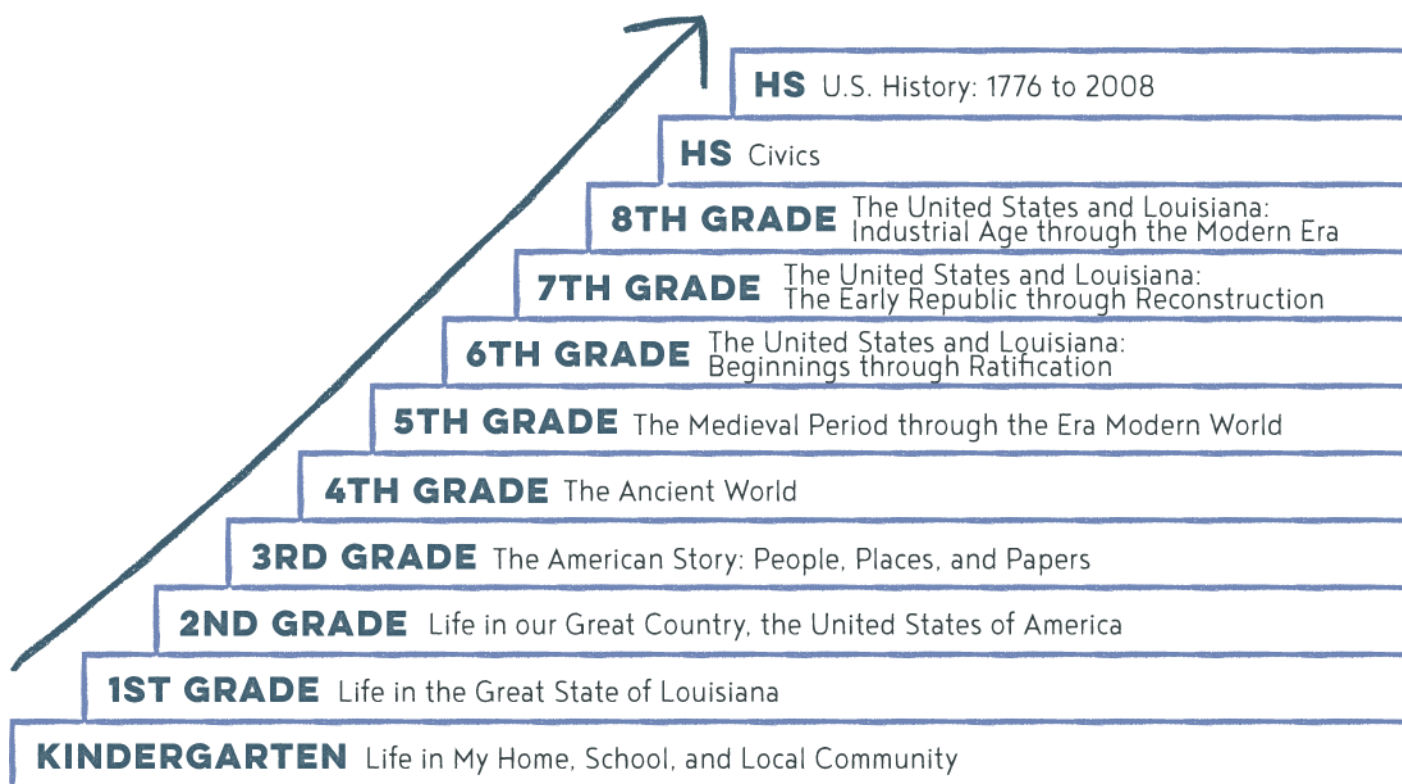 HS U.S. History: 1776 to 2008
HS Civics
8TH GRADE The United States and Louisiana:
Industrial Age through the Modern Era
7TH GRADE The United States and Louisiana:
The Early Republic through Reconstruction
6TH GRADE The United States and Louisiana:
Beginnings through Ratification
5TH GRADE The Medieval Period through the Era Modern World
4TH GRADE The Ancient World
3RD GRADE The American Story: People, Places, and Papers
2ND GRADE Life in our Great Country, the United States of America
1ST GRADE Life in the Great State of Louisiana
KINDERGARTEN Life in My Home, School, and Local Community